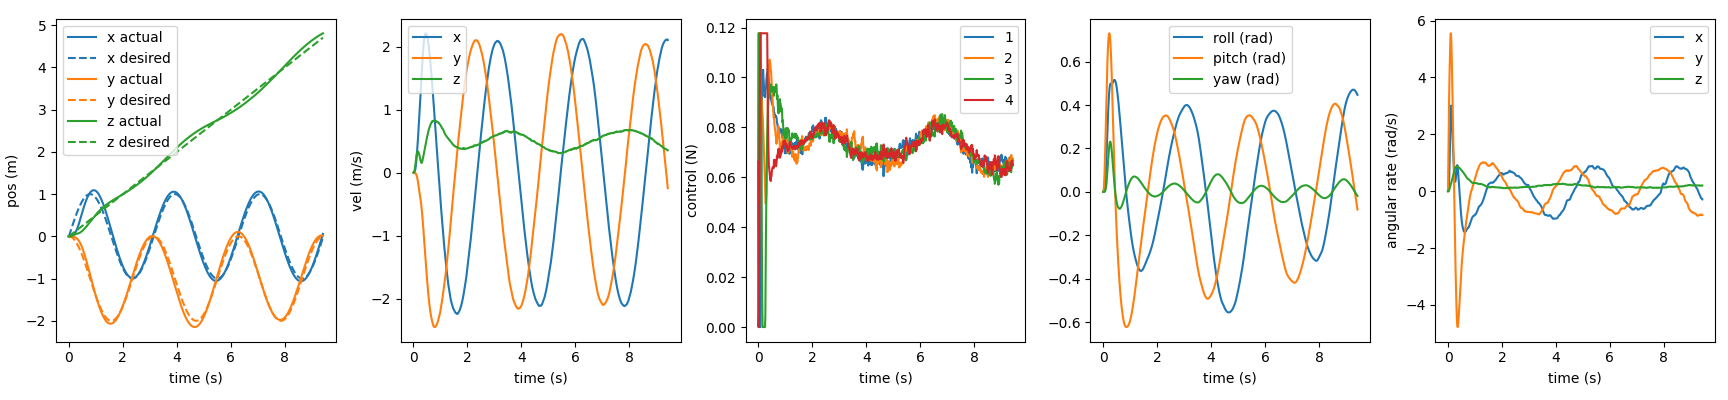 pos (m)
5
4
3
2
1
0
−1
−2
x actual
x desired
y actual
y desired
z actual
z desired
0 2 4 6 8
time (s)
vel (m/s)
2
1
0
−1
−2
x
y
z
0 2 4 6 8
time (s)
control (N)
0.12
0.10
0.08
0.06
0.04
0.02
0.00
1
2
3
4
0 2 4 6 8
time (s)
0.6
0.4
0.2
0.0
−0.2
−0.4
−0.6
roll (rad)
pitch (rad)
yaw (rad)
0 2 4 6 8
time (s)
angular rate (rad/s)
6
4
2
0
−2
−4
x
y
z
0 2 4 6 8
time (s)